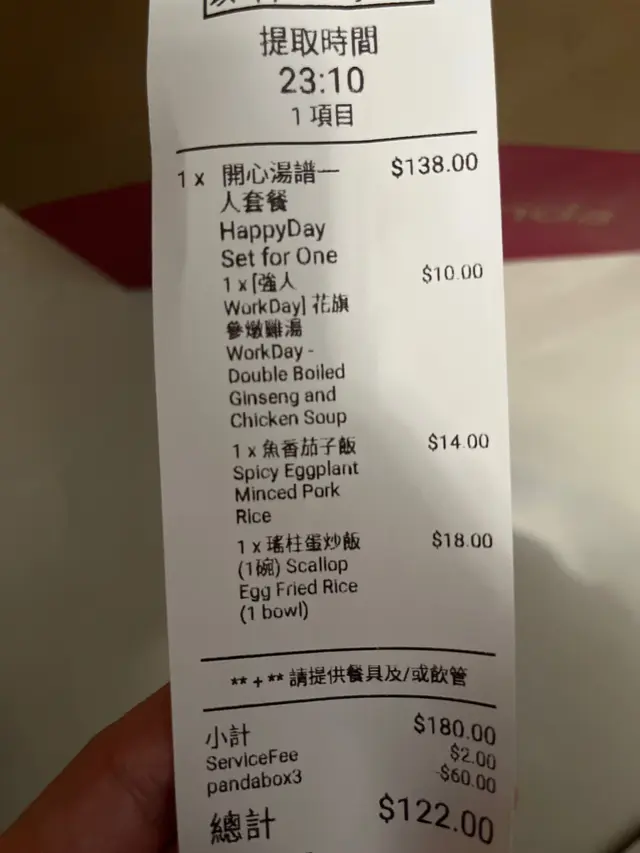 提取時間
23:10
1 項目
1 x 開心湯譜一 $138.00
人套餐
HappyDay
Set for One
1 x [強人 $10.00
WorkDay] 花旗
參燉雞湯
WorkDay -
Double Boiled
Ginseng and
Chicken Soup
1 x 魚香茄子飯 $14.00
Spicy Eggplant
Minced Pork
Rice
1 x 瑤柱蛋炒飯 $18.00
(1碗) Scallop
Egg Fried Rice
(1 bowl)
** + ** 請提供餐具及/或飲管
小計 $180.00
ServiceFee $2.00
pandabox3 -$60.00
總計 $122.00